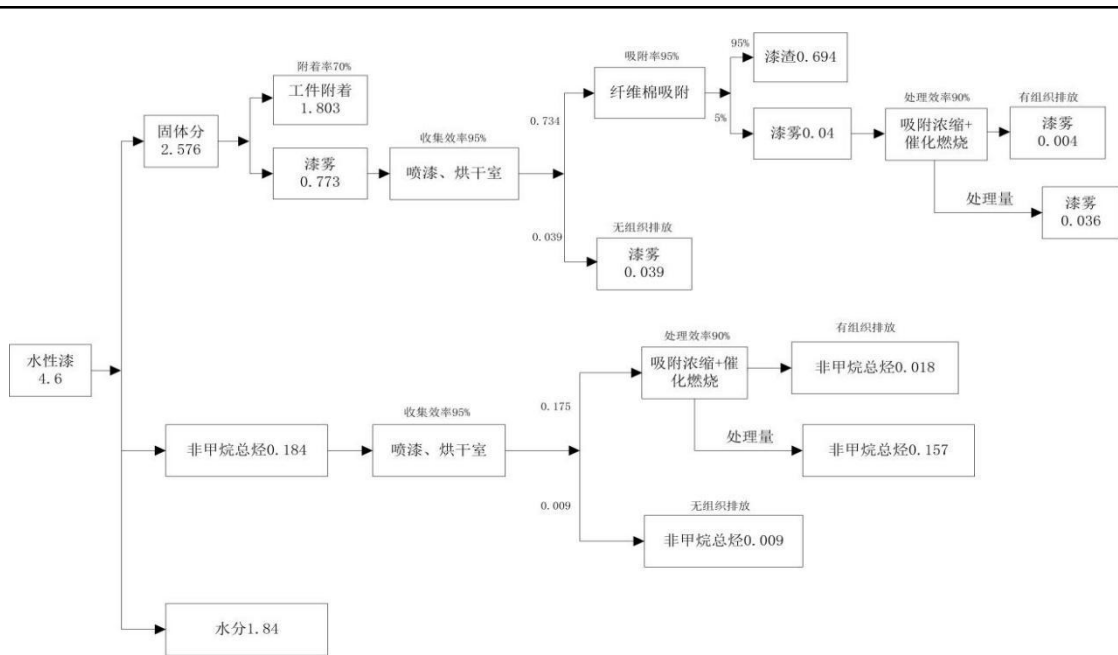 附着率70%
工件附着
1.803
固体分
2.576
漆雾
0.773
收集效率95%
喷漆、烘干室
0.734
0.039
吸附率95%
纤维棉吸附
95%
5%
漆渣0.694
漆雾0.04
处理效率90%
吸附浓缩+
催化燃烧
有组织排放
漆雾
0.004
处理量
漆雾
0.036
无组织排放
漆雾
0.039
水性漆
4.6
非甲烷总烃0.184
收集效率95%
喷漆、烘干室
0.175
0.009
处理效率90%
吸附浓缩+催
化燃烧
有组织排放
非甲烷总烃0.018
处理量
非甲烷总烃0.157
无组织排放
非甲烷总烃0.009
水分1.84